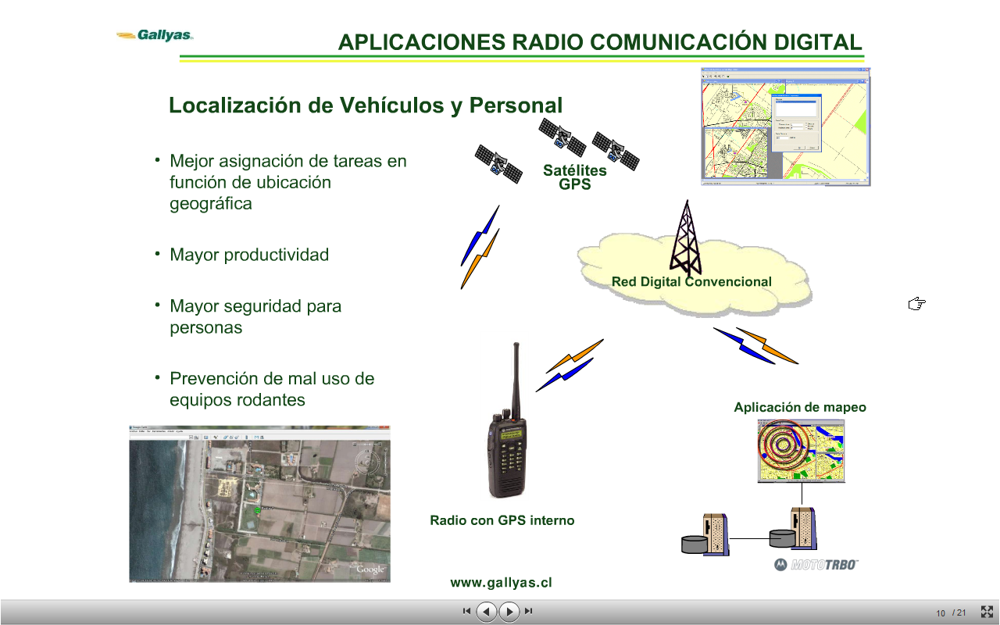 Gallyas
APLICACIONES RADIO COMUNICACIÓN DIGITAL
Localización de Vehículos y Personal
• Mejor asignación de tareas en
función de ubicación
geográfica
• Mayor productividad
• Mayor seguridad para
personas
• Prevención de mal uso de
equipos rodantes
Satélites
GPS
Red Digital Convencional
Aplicación de mapeo
Radio con GPS interno
Google
MOTOTRBO
www.gallyas.cl
10 / 21